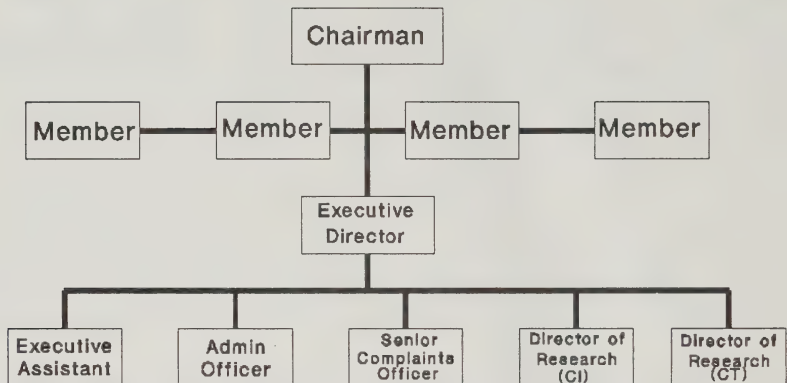 Chairman
Member Member Member Member
Executive
Director
Executive
Assistant
Admin
Officer
Senior
Complaints
Officer
Director of
Research
(CI)
Director of
Research
(CT)